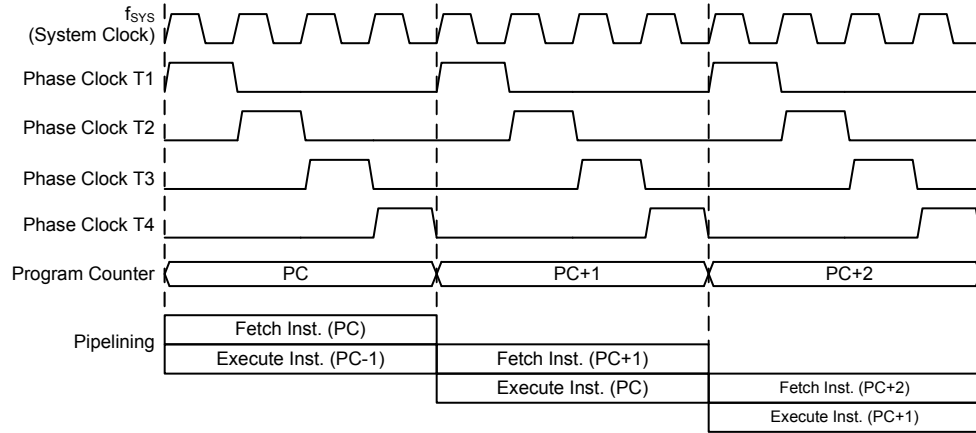 fSYS
(System Clock)
Phase Clock T1
Phase Clock T2
Phase Clock T3
Phase Clock T4
Program Counter PC PC+1 PC+2
Pipelining
Fetch Inst. (PC)
Execute Inst. (PC-1) Fetch Inst. (PC+1)
Execute Inst. (PC) Fetch Inst. (PC+2)
Execute Inst. (PC+1)